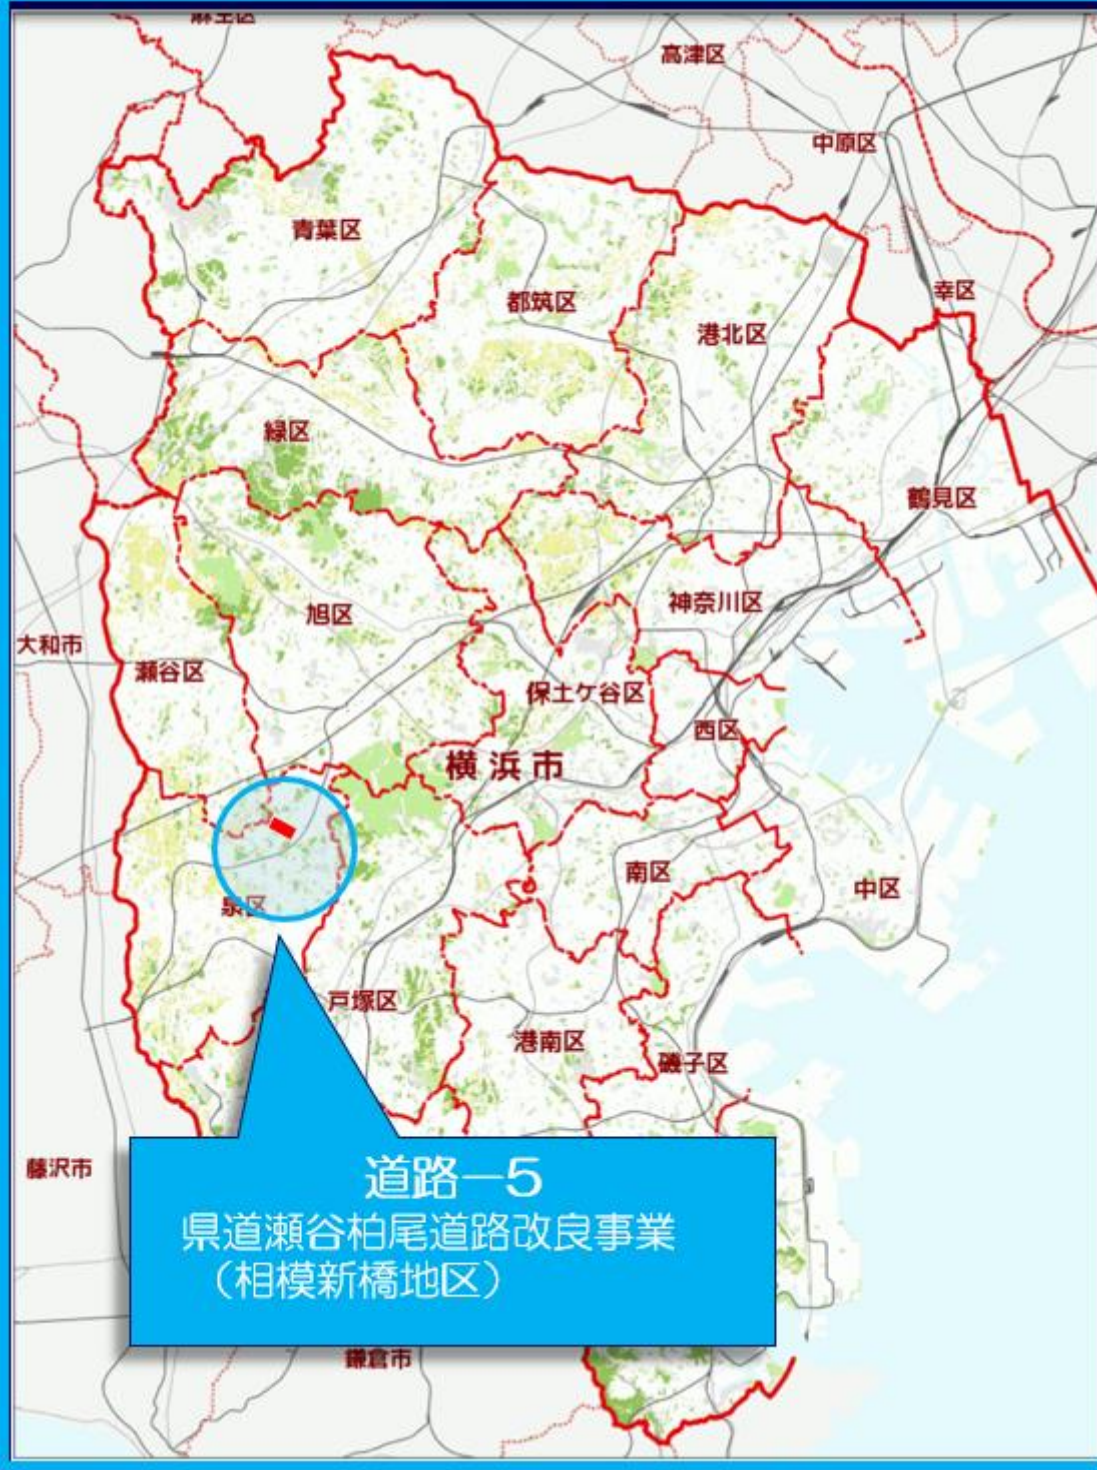 麻生区
高津区
中原区
青葉区
都筑区
幸区
港北区
緑区
鶴見区
旭区
神奈川区
大和市
瀬谷区
保土ケ谷区
西区
横浜市
南区
中区
泉区
戸塚区
港南区
磯子区
藤沢市
道路－5
県道瀬谷柏尾道路改良事業
（相模新橋地区）
鎌倉市